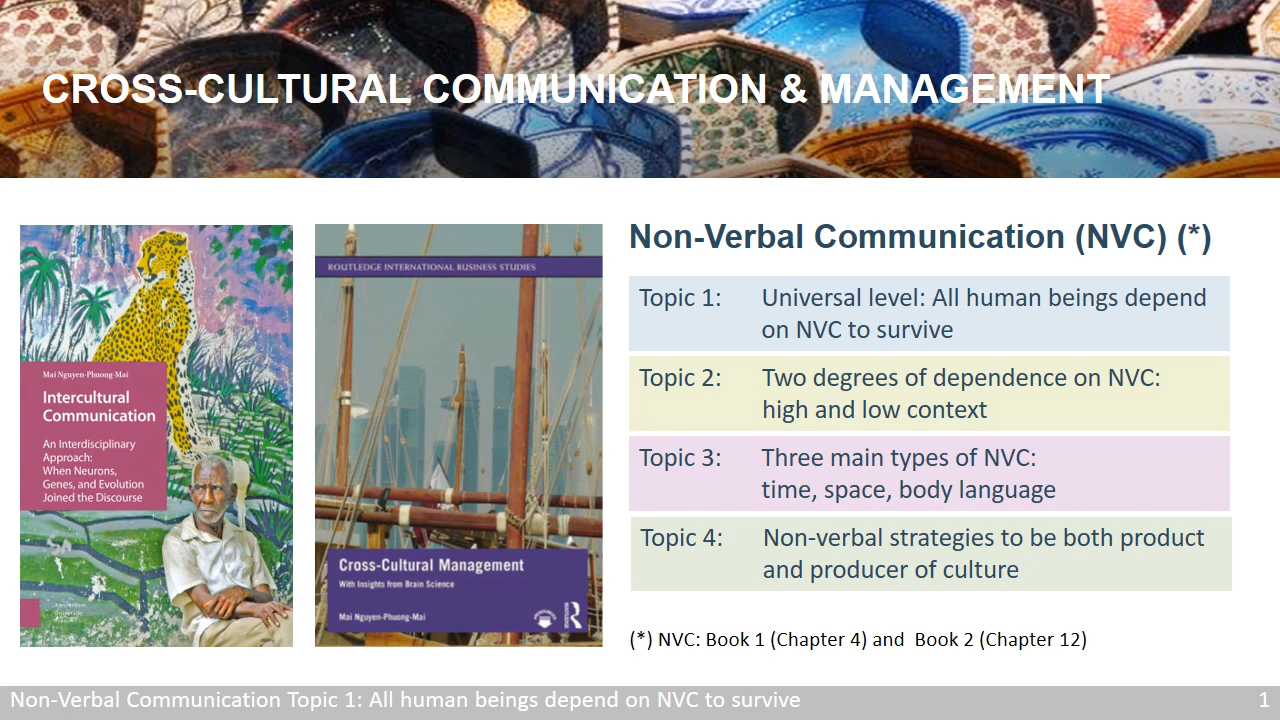 CROSS-CULTURAL COMMUNICATION & MANAGEMENT
Mai Nguyen-Phuong-Mai
Intercultural
Communication
An Interdisciplinary
Approach:
When Neurons,
Genes, and Evolution
Joined the Discourse
Amsterdam
University
ROUTLEDGE INTERNATIONAL BUSINESS STUDIES
Cross-Cultural Management
With Insights from Brain Science
Mai Nguyen-Phuong-Mai
Non-Verbal Communication (NVC) (*)
Topic 1: Universal level: All human beings depend
on NVC to survive
Topic 2: Two degrees of dependence on NVC:
high and low context
Topic 3: Three main types of NVC:
time, space, body language
Topic 4: Non-verbal strategies to be both product
and producer of culture
(*) NVC: Book 1 (Chapter 4) and Book 2 (Chapter 12)
Non-Verbal Communication Topic 1: All human beings depend on NVC to survive 1